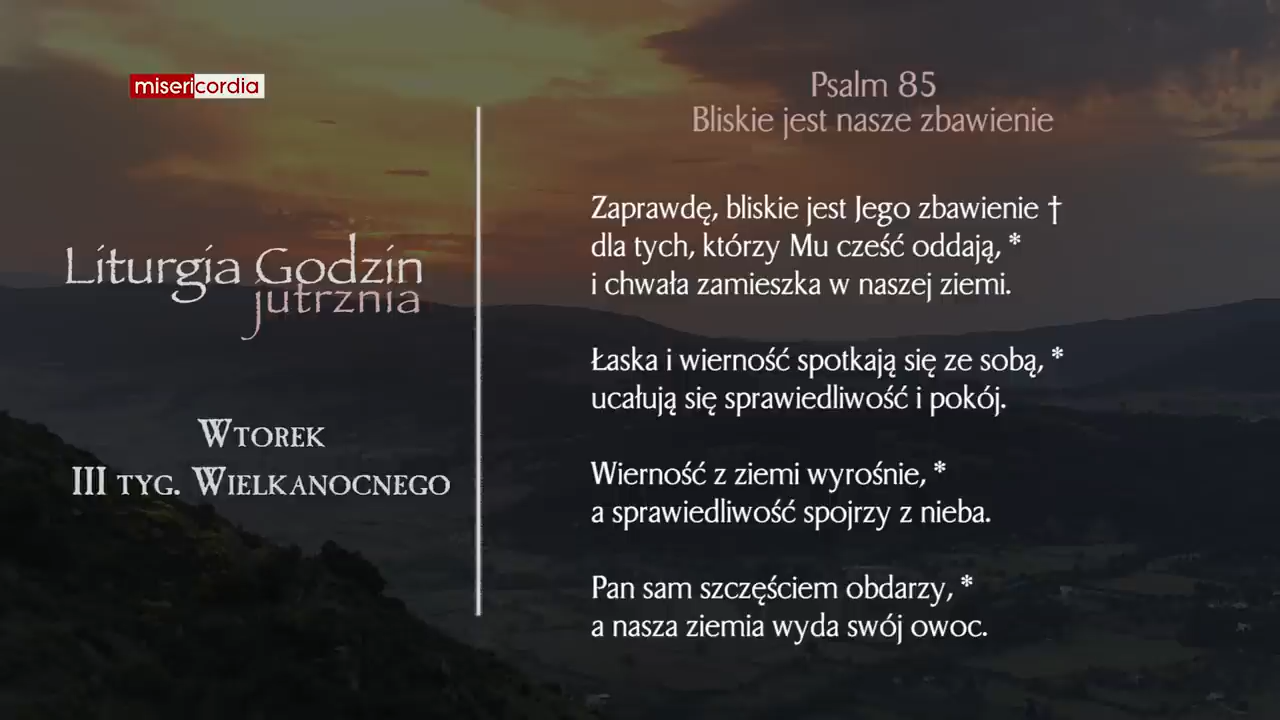 misericordia
Liturgia Godzin
jutrznia
Wtorek
III tyg. Wielkanocnego
Psalm 85
Bliskie jest nasze zbawienie
Zaprawdę, bliskie jest Jego zbawienie †
dla tych, którzy Mu cześć oddają, *
i chwała zamieszka w naszej ziemi.
Łaska i wierność spotkają się ze sobą, *
ucałują się sprawiedliwość i pokój.
Wierność z ziemi wyrośnie, *
a sprawiedliwość spojrzy z nieba.
Pan sam szczęściem obdarzy, *
a nasza ziemia wyda swój owoc.